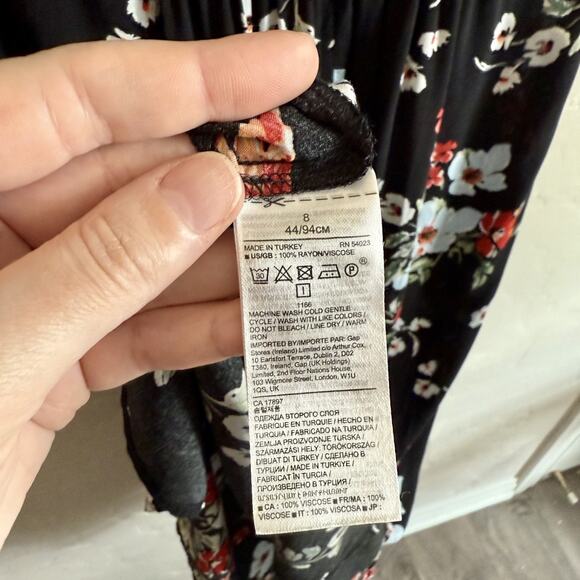 8
44/94CM
MADE IN TURKEY RN 54023
■ US/GB : 100% RAYON/VISCOSE
30 P
1166
MACHINE WASH COLD GENTLE
CYCLE / WASH WITH LIKE COLORS /
DO NOT BLEACH / LINE DRY / WARM
IRON
IMPORTED BY/IMPORTE PAR: Gap
Stores (Ireland) Limited c/o Arthur Cox,
10 Earlsfort Terrace, Dublin 2, D02
T380, Ireland, Gap (UK Holdings)
Limited, 2nd Floor Nations House,
103 Wigmore Street, London, W1U
1QS, UK
CA 17897
ОДЕЖДА ВТОРОГО СЛОЯ
FABRIQUE EN TURQUIE / HECHO EN
TURQUÍA / FABRICADO NA TURQUIA /
ZEMLJA PROIZVODNJE TURSKA /
SZÁRMAZÁSI HELY: TÖRÖKORSZÁG /
DIBUAT DI TURKEY / СДЕЛАНО В
ТУРЦИИ / MADE IN TURKIYE /
FABRICAT ÎN TURCIA /
ПРОИЗВЕДЕНО В ТУРЦИЯ /
■ CA : 100% VISCOSE ■ FR/MA : 100%
VISCOSE ■ IT : 100% VISCOSA ■ JP :